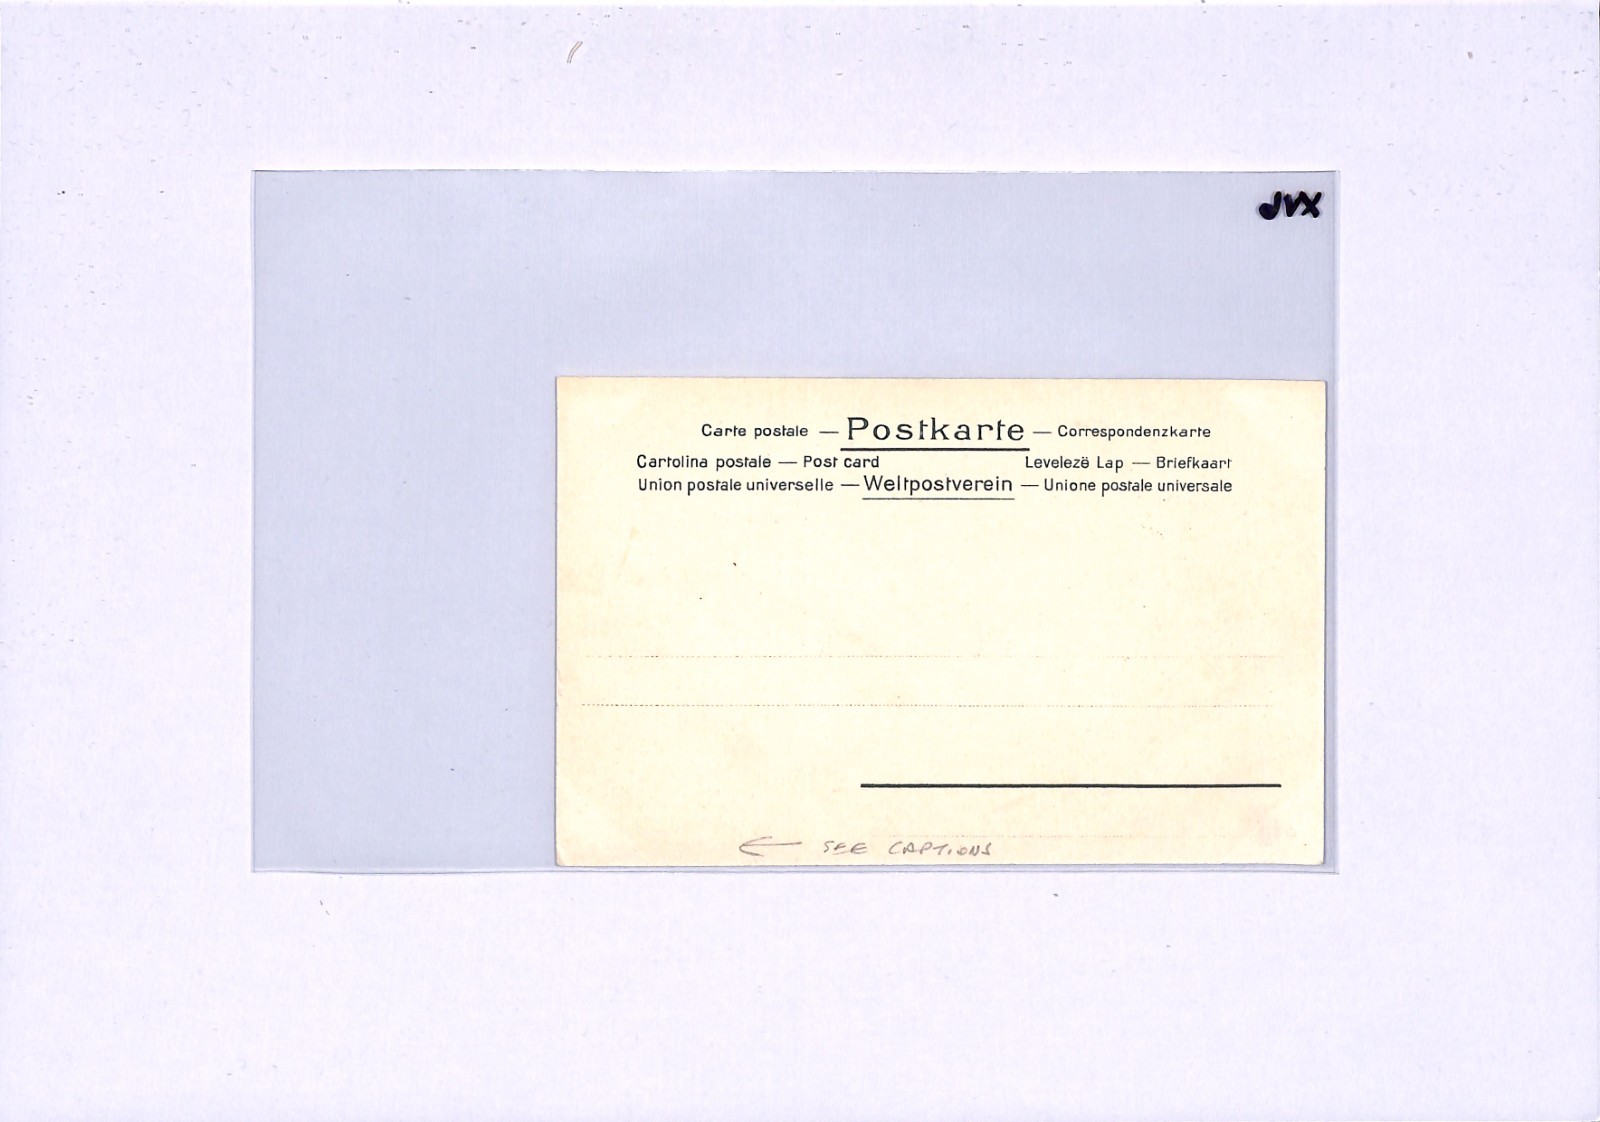 JVX
Carte postale — Postkarte — Correspondenzkarte
Cartolina postale — Post card Levelezë Lap — Briefkaart
Union postale universelle — Weltpostverein — Unione postale universale
← SEE CAPTIONS